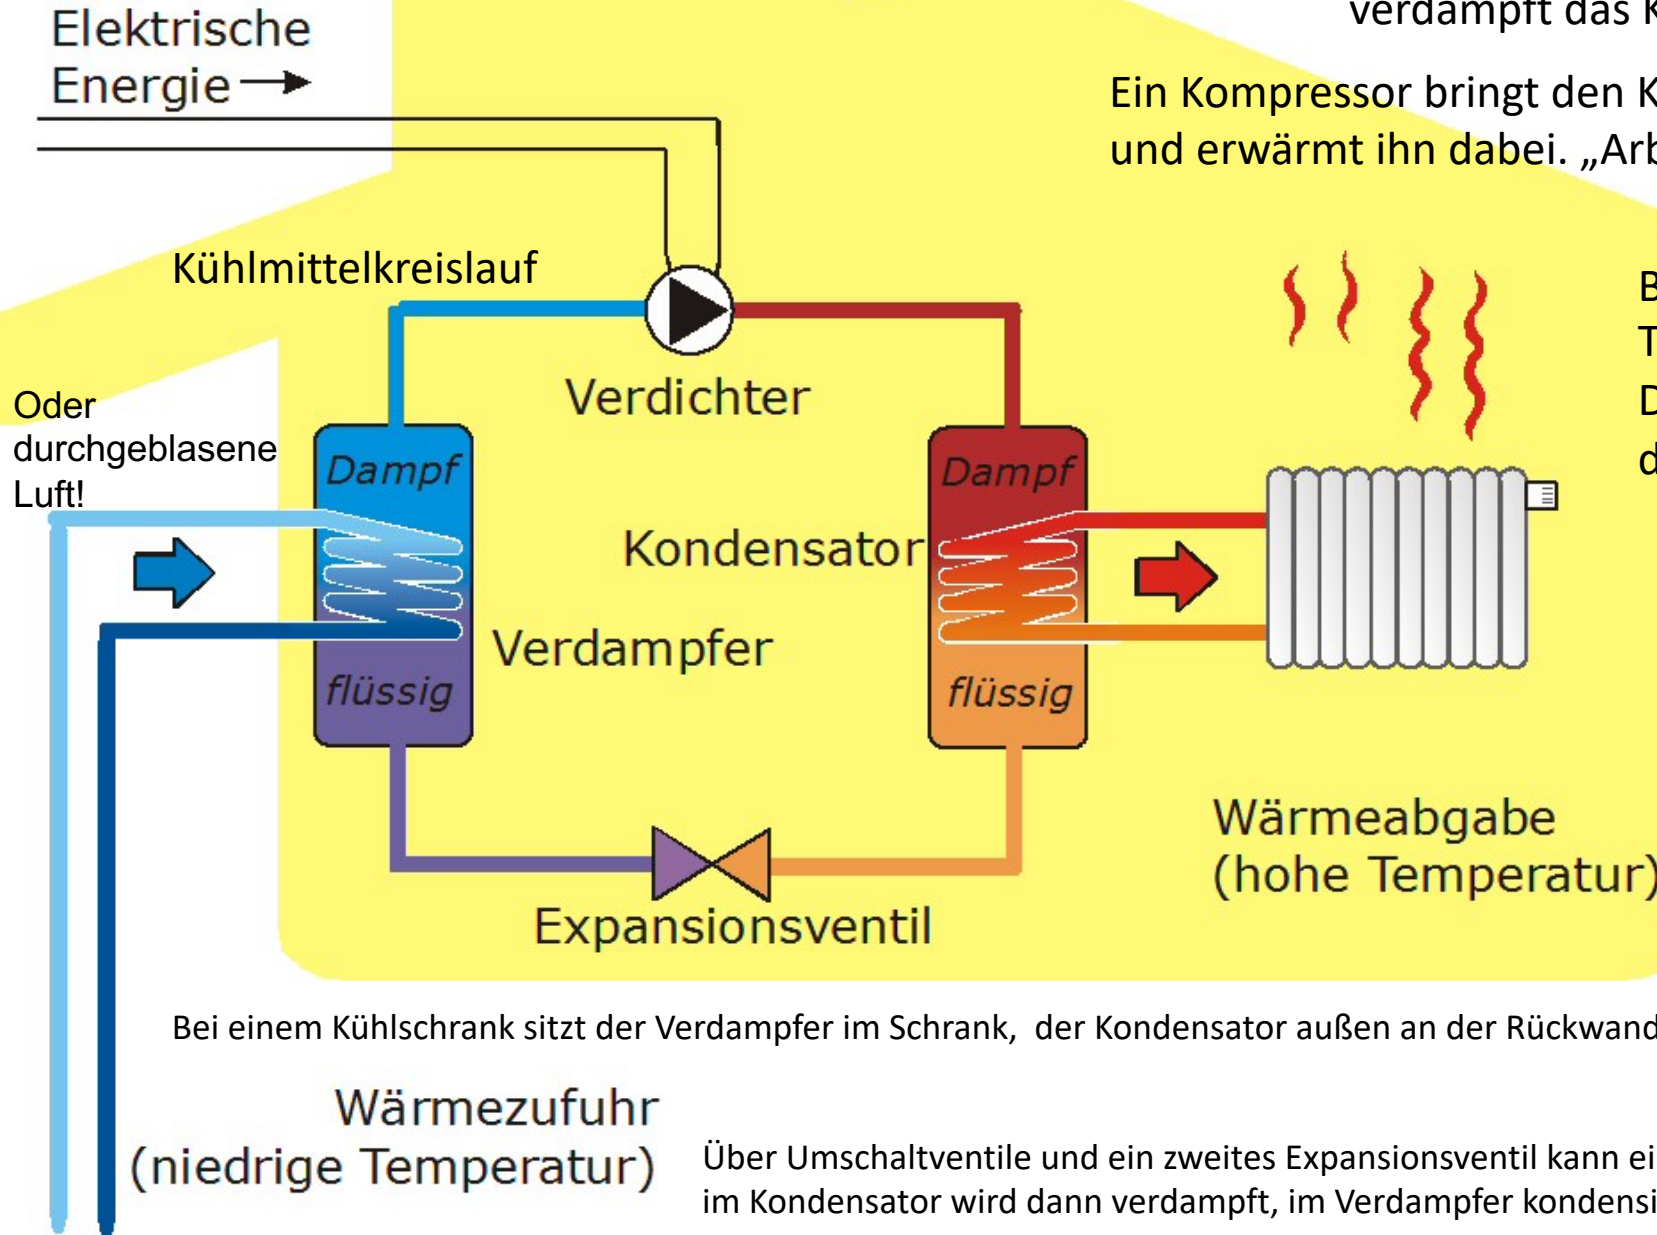 Elektrische
Energie
verdampft das K
Ein Kompressor bringt den K
und erwärmt ihn dabei. „Arb
Kühlmittelkreislauf
Verdichter
Oder
durchgeblasene
Luft!
B
T
D
d
Dampf
Dampf
Kondensator
Verdampfer
flüssig
flüssig
Wärmeabgabe
(hohe Temperatur)
Expansionsventil
Bei einem Kühlschrank sitzt der Verdampfer im Schrank, der Kondensator außen an der Rückwand
Wärmezufuhr
(niedrige Temperatur)
Über Umschaltventile und ein zweites Expansionsventil kann ei
im Kondensator wird dann verdampft, im Verdampfer kondensi